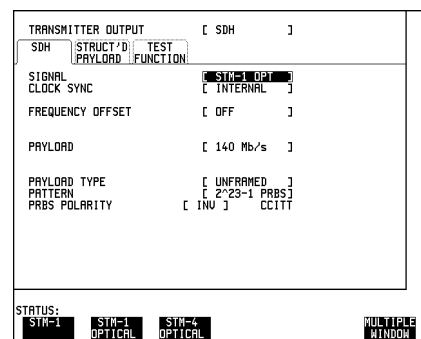 TRANSMITTER OUTPUT [ SDH ]
SDH STRUCT'D PAYLOAD TEST FUNCTION
SIGNAL [ STM-1 OPT ]
CLOCK SYNC [ INTERNAL ]
FREQUENCY OFFSET [ OFF ]
PAYLOAD [ 140 Mb/s ]
PAYLOAD TYPE [ UNFRAMED ]
PATTERN [ 2^23-1 PRBS]
PRBS POLARITY [ INV ] CCITT
STATUS:
STM-1 STM-1 OPTICAL STM-4 OPTICAL MULTIPLE WINDOW